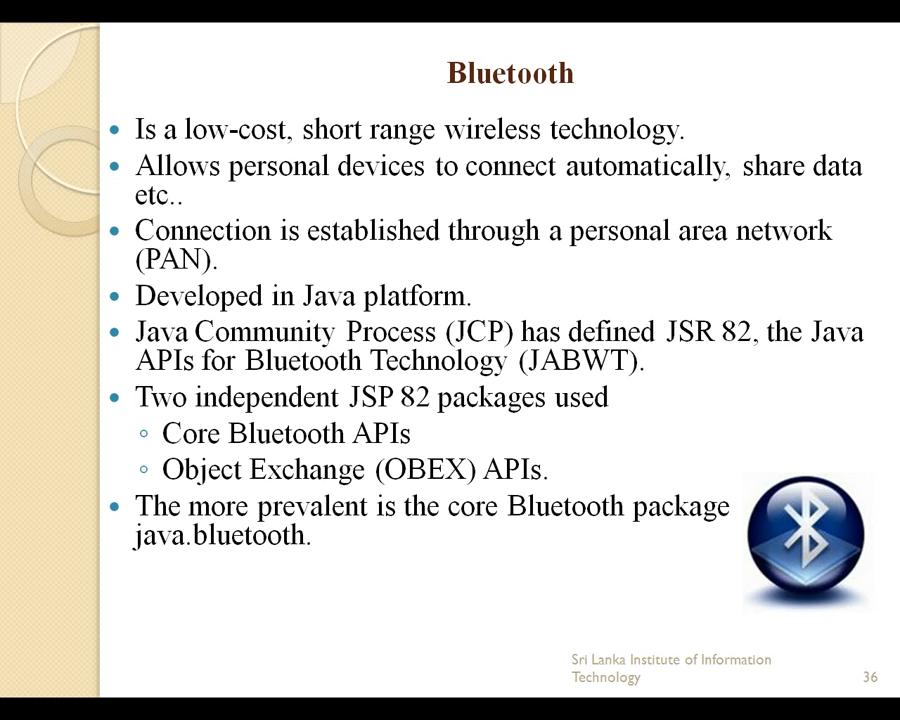 Bluetooth
• Is a low-cost, short range wireless technology.
• Allows personal devices to connect automatically, share data
etc..
• Connection is established through a personal area network
(PAN).
• Developed in Java platform.
• Java Community Process (JCP) has defined JSR 82, the Java
APIs for Bluetooth Technology (JABWT).
• Two independent JSP 82 packages used
◦ Core Bluetooth APIs
◦ Object Exchange (OBEX) APIs.
• The more prevalent is the core Bluetooth package
java.bluetooth.
Sri Lanka Institute of Information
Technology
36